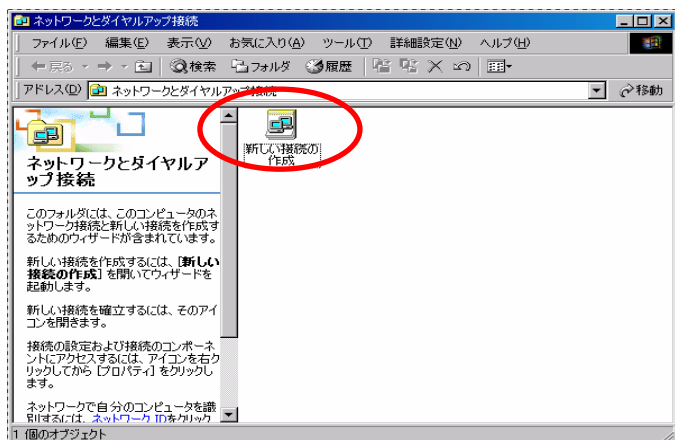 ネットワークとダイヤルアップ接続
ファイル(F) 編集(E) 表示(V) お気に入り(A) ツール(T) 詳細設定(N) ヘルプ(H)
戻る 検索 フォルダ 履歴
アドレス(D) ネットワークとダイヤルアップ接続 移動
新しい接続の
作成
ネットワークとダイヤルア
ップ接続
このフォルダには、このコンピュータのネ
ットワーク接続と新しい接続を作成す
るためのウィザードが含まれています。
新しい接続を作成するには、[新しい
接続の作成] を開いてウィザードを
起動します。
新しい接続を確立するには、そのアイ
コンを開きます。
接続の設定および接続のコンポーネ
ントにアクセスするには、アイコンを右ク
リックしてから [プロパティ] をクリックし
ます。
ネットワークで自分のコンピュータを識
別するには、ネットワーク IDをクリック
1 個のオブジェクト